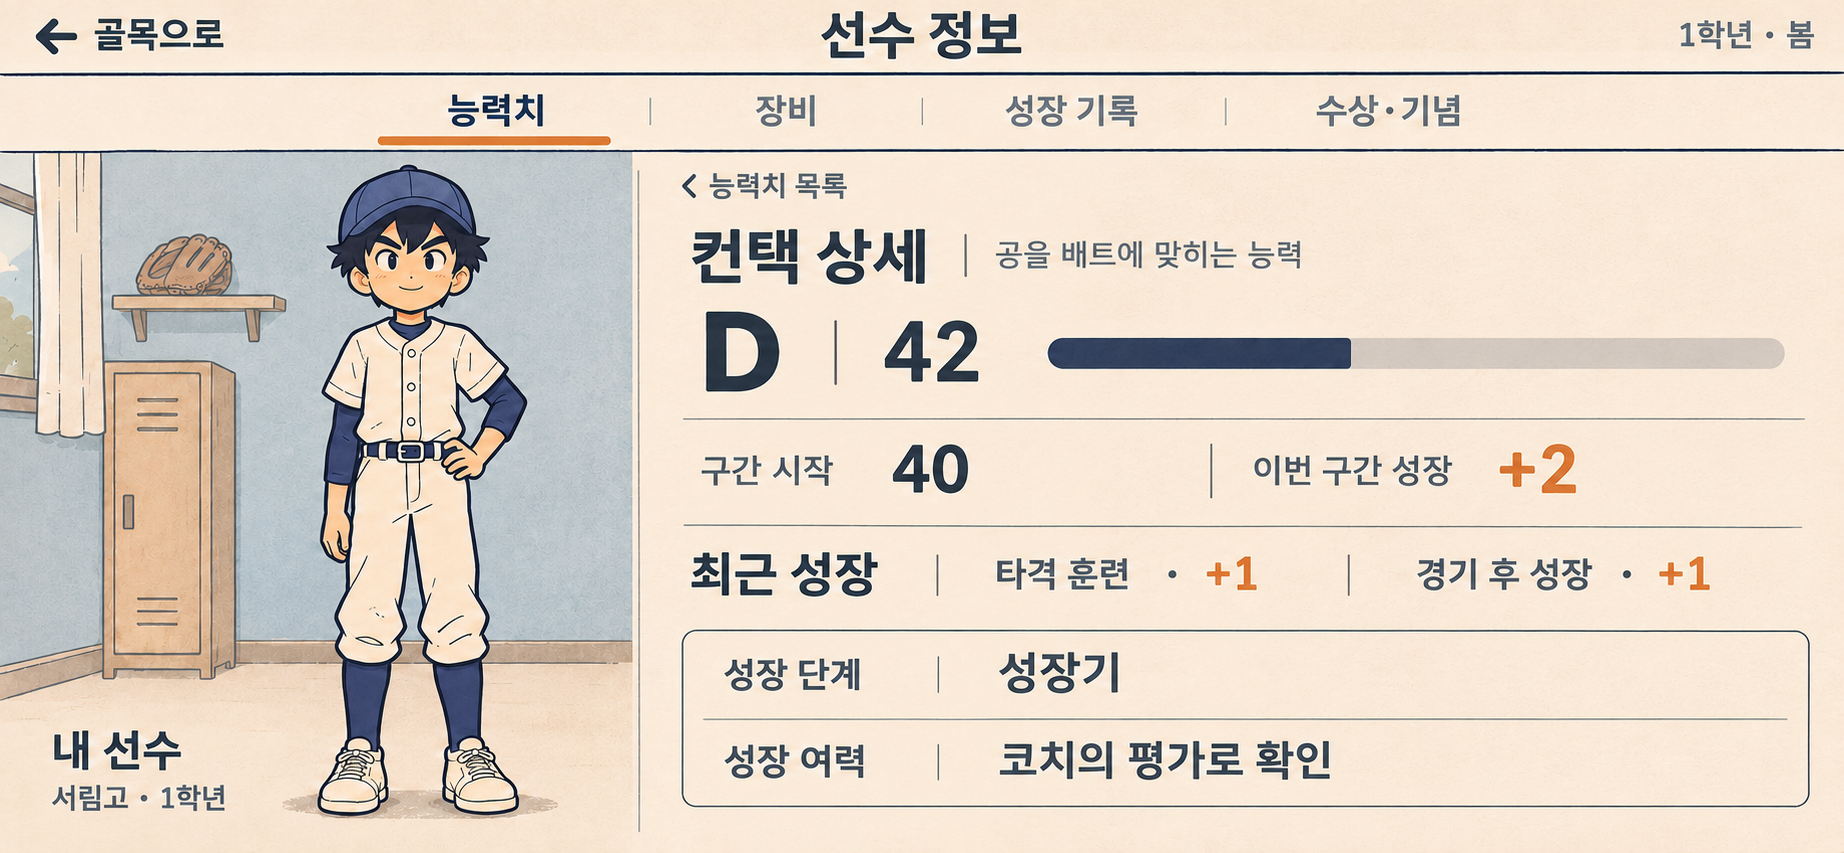 ← 골목으로
선수 정보
1학년 · 봄
능력치 | 장비 | 성장 기록 | 수상·기념
< 능력치 목록
컨택 상세 | 공을 배트에 맞히는 능력
D | 42
구간 시작 40 | 이번 구간 성장 +2
최근 성장 | 타격 훈련 · +1 | 경기 후 성장 · +1
성장 단계 | 성장기
성장 여력 | 코치의 평가로 확인
내 선수
서림고 · 1학년